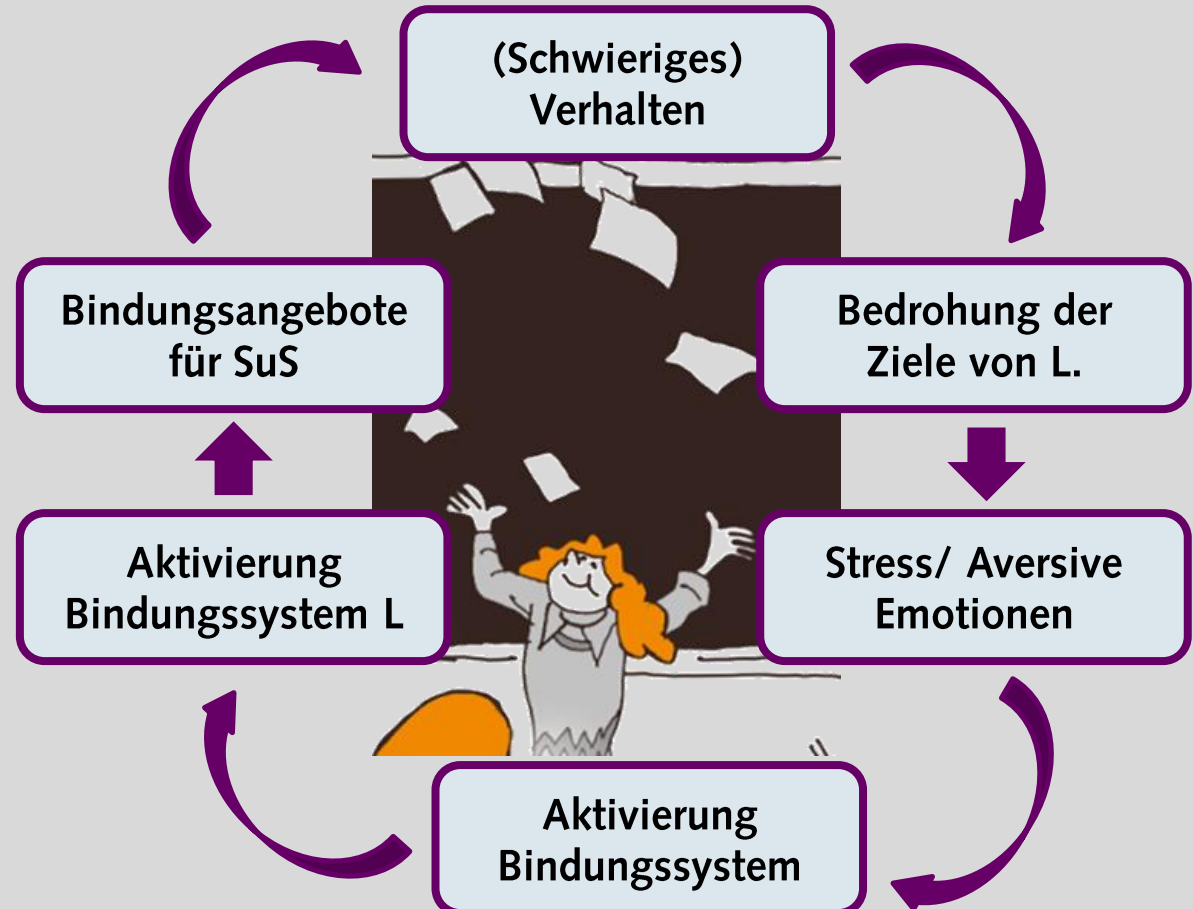 (Schwieriges)
Verhalten
Bindungsangebote
für SuS
Bedrohung der
Ziele von L.
Aktivierung
Bindungssystem L
Stress/ Aversive
Emotionen
Aktivierung
Bindungssystem